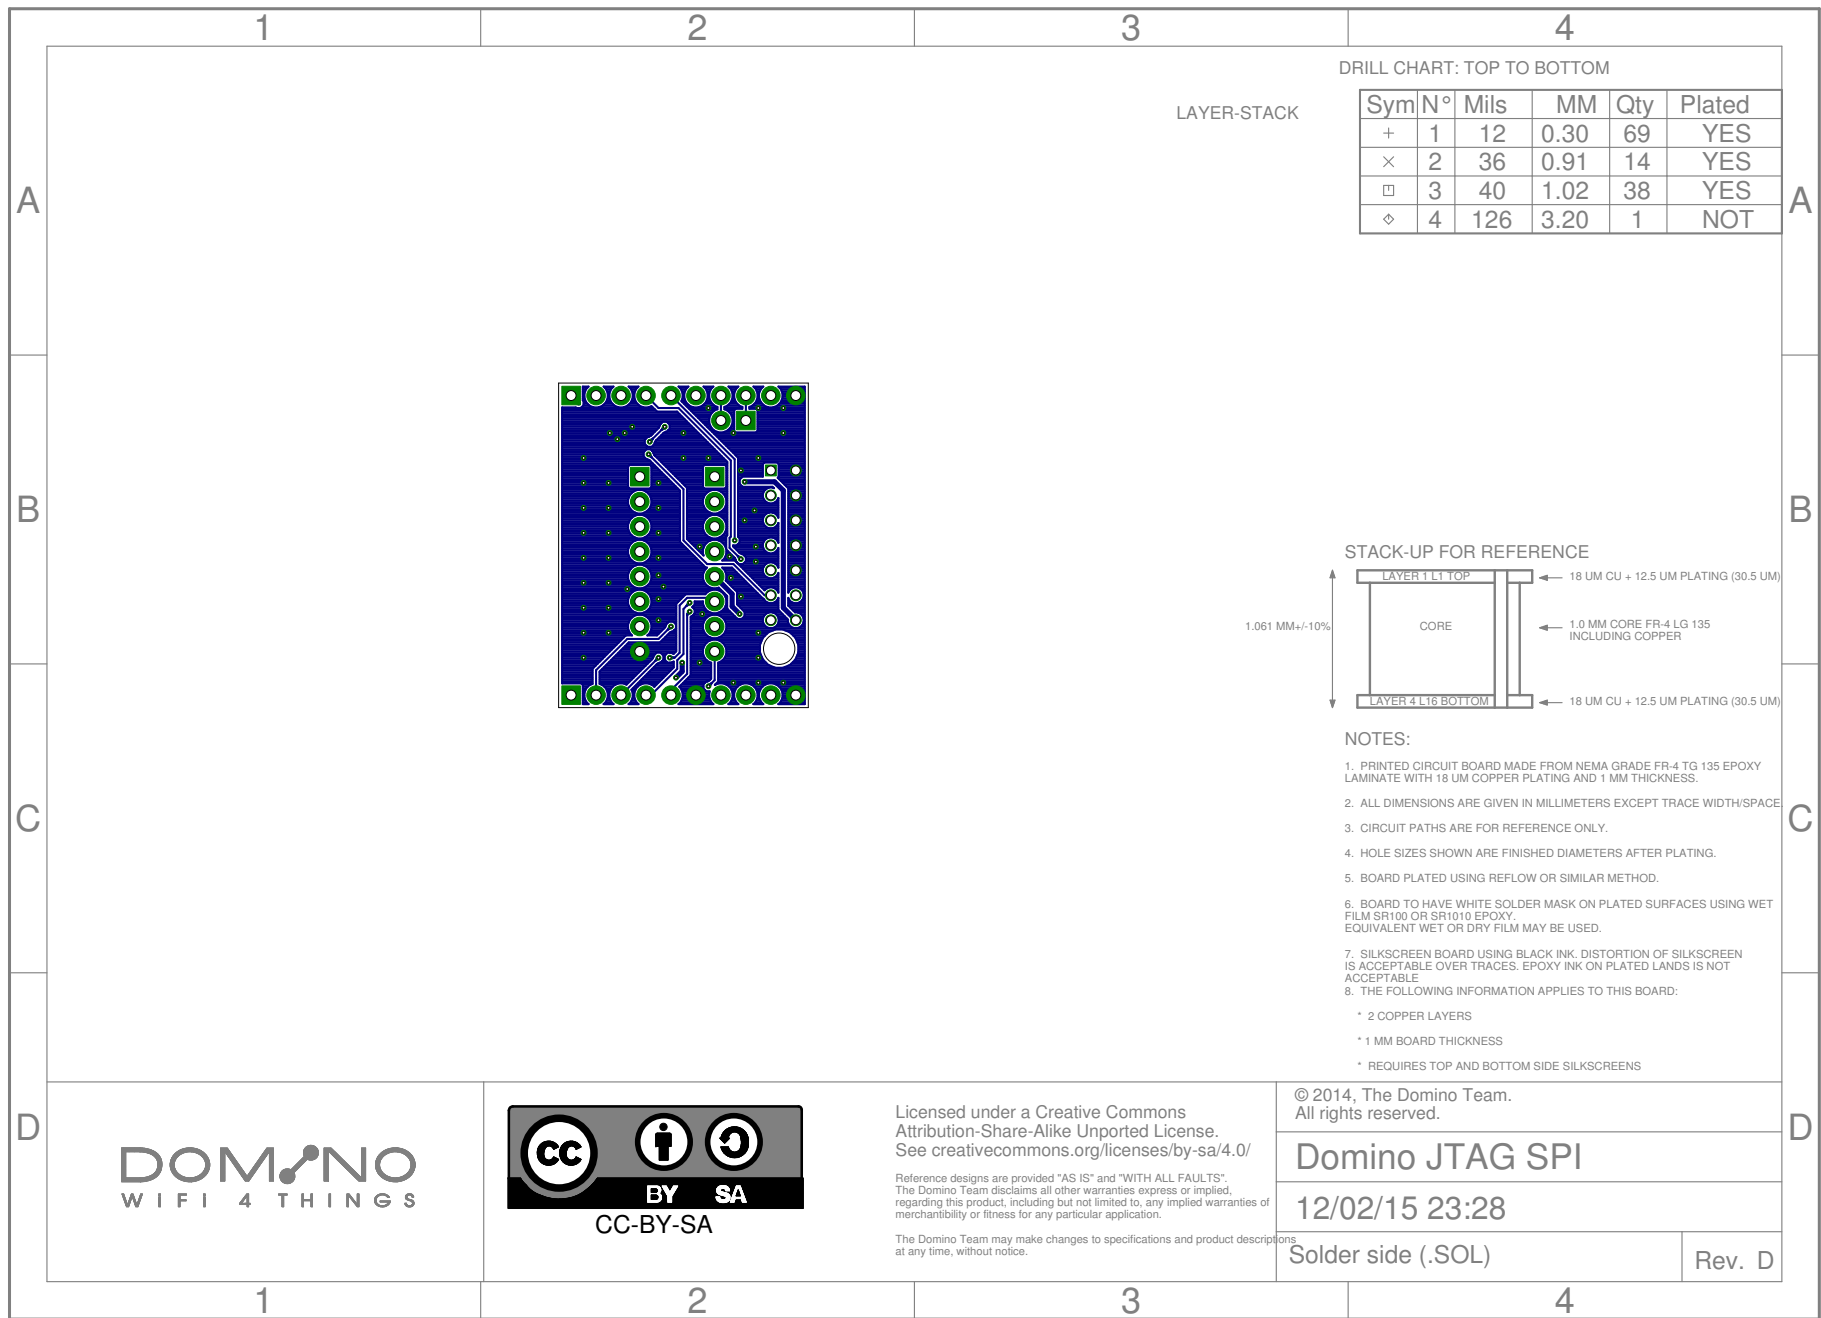 1 2 3 4
DRILL CHART: TOP TO BOTTOM
LAYER-STACK
Sym N° Mils MM Qty Plated
+ 1 12 0.30 69 YES
× 2 36 0.91 14 YES
3 40 1.02 38 YES
4 126 3.20 1 NOT
A A
B B
STACK-UP FOR REFERENCE
LAYER 1 L1 TOP
18 UM CU + 12.5 UM PLATING (30.5 UM)
1.061 MM+/-10%
CORE
1.0 MM CORE FR-4 LG 135
INCLUDING COPPER
LAYER 4 L16 BOTTOM
18 UM CU + 12.5 UM PLATING (30.5 UM)
NOTES:
1. PRINTED CIRCUIT BOARD MADE FROM NEMA GRADE FR-4 TG 135 EPOXY
LAMINATE WITH 18 UM COPPER PLATING AND 1 MM THICKNESS.
2. ALL DIMENSIONS ARE GIVEN IN MILLIMETERS EXCEPT TRACE WIDTH/SPACE
C C
3. CIRCUIT PATHS ARE FOR REFERENCE ONLY.
4. HOLE SIZES SHOWN ARE FINISHED DIAMETERS AFTER PLATING.
5. BOARD PLATED USING REFLOW OR SIMILAR METHOD.
6. BOARD TO HAVE WHITE SOLDER MASK ON PLATED SURFACES USING WET
FILM SR100 OR SR1010 EPOXY.
EQUIVALENT WET OR DRY FILM MAY BE USED.
7. SILKSCREEN BOARD USING BLACK INK. DISTORTION OF SILKSCREEN
IS ACCEPTABLE OVER TRACES. EPOXY INK ON PLATED LANDS IS NOT
ACCEPTABLE
8. THE FOLLOWING INFORMATION APPLIES TO THIS BOARD:
* 2 COPPER LAYERS
* 1 MM BOARD THICKNESS
* REQUIRES TOP AND BOTTOM SIDE SILKSCREENS
D D
DOMINO
WIFI 4 THINGS
cc
BY SA
CC-BY-SA
Licensed under a Creative Commons
Attribution-Share-Alike Unported License.
See creativecommons.org/licenses/by-sa/4.0/
Reference designs are provided "AS IS" and "WITH ALL FAULTS".
The Domino Team disclaims all other warranties express or implied,
regarding this product, including but not limited to, any implied warranties of
merchantibility or fitness for any particular application.
The Domino Team may make changes to specifications and product descriptions
at any time, without notice.
© 2014, The Domino Team.
All rights reserved.
Domino JTAG SPI
12/02/15 23:28
Solder side (.SOL)
Rev. D
1 2 3 4